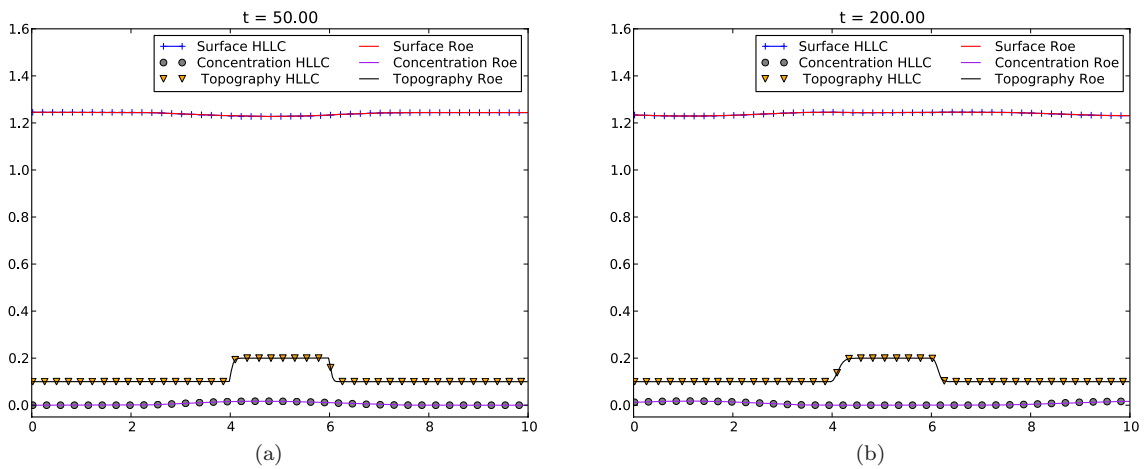 t = 50.00
1.6
1.4
1.2
1.0
0.8
0.6
0.4
0.2
0.0
0 2 4 6 8 10
Surface HLLC Surface Roe
Concentration HLLC Concentration Roe
Topography HLLC Topography Roe
(a)
t = 200.00
1.6
1.4
1.2
1.0
0.8
0.6
0.4
0.2
0.0
0 2 4 6 8 10
Surface HLLC Surface Roe
Concentration HLLC Concentration Roe
Topography HLLC Topography Roe
(b)